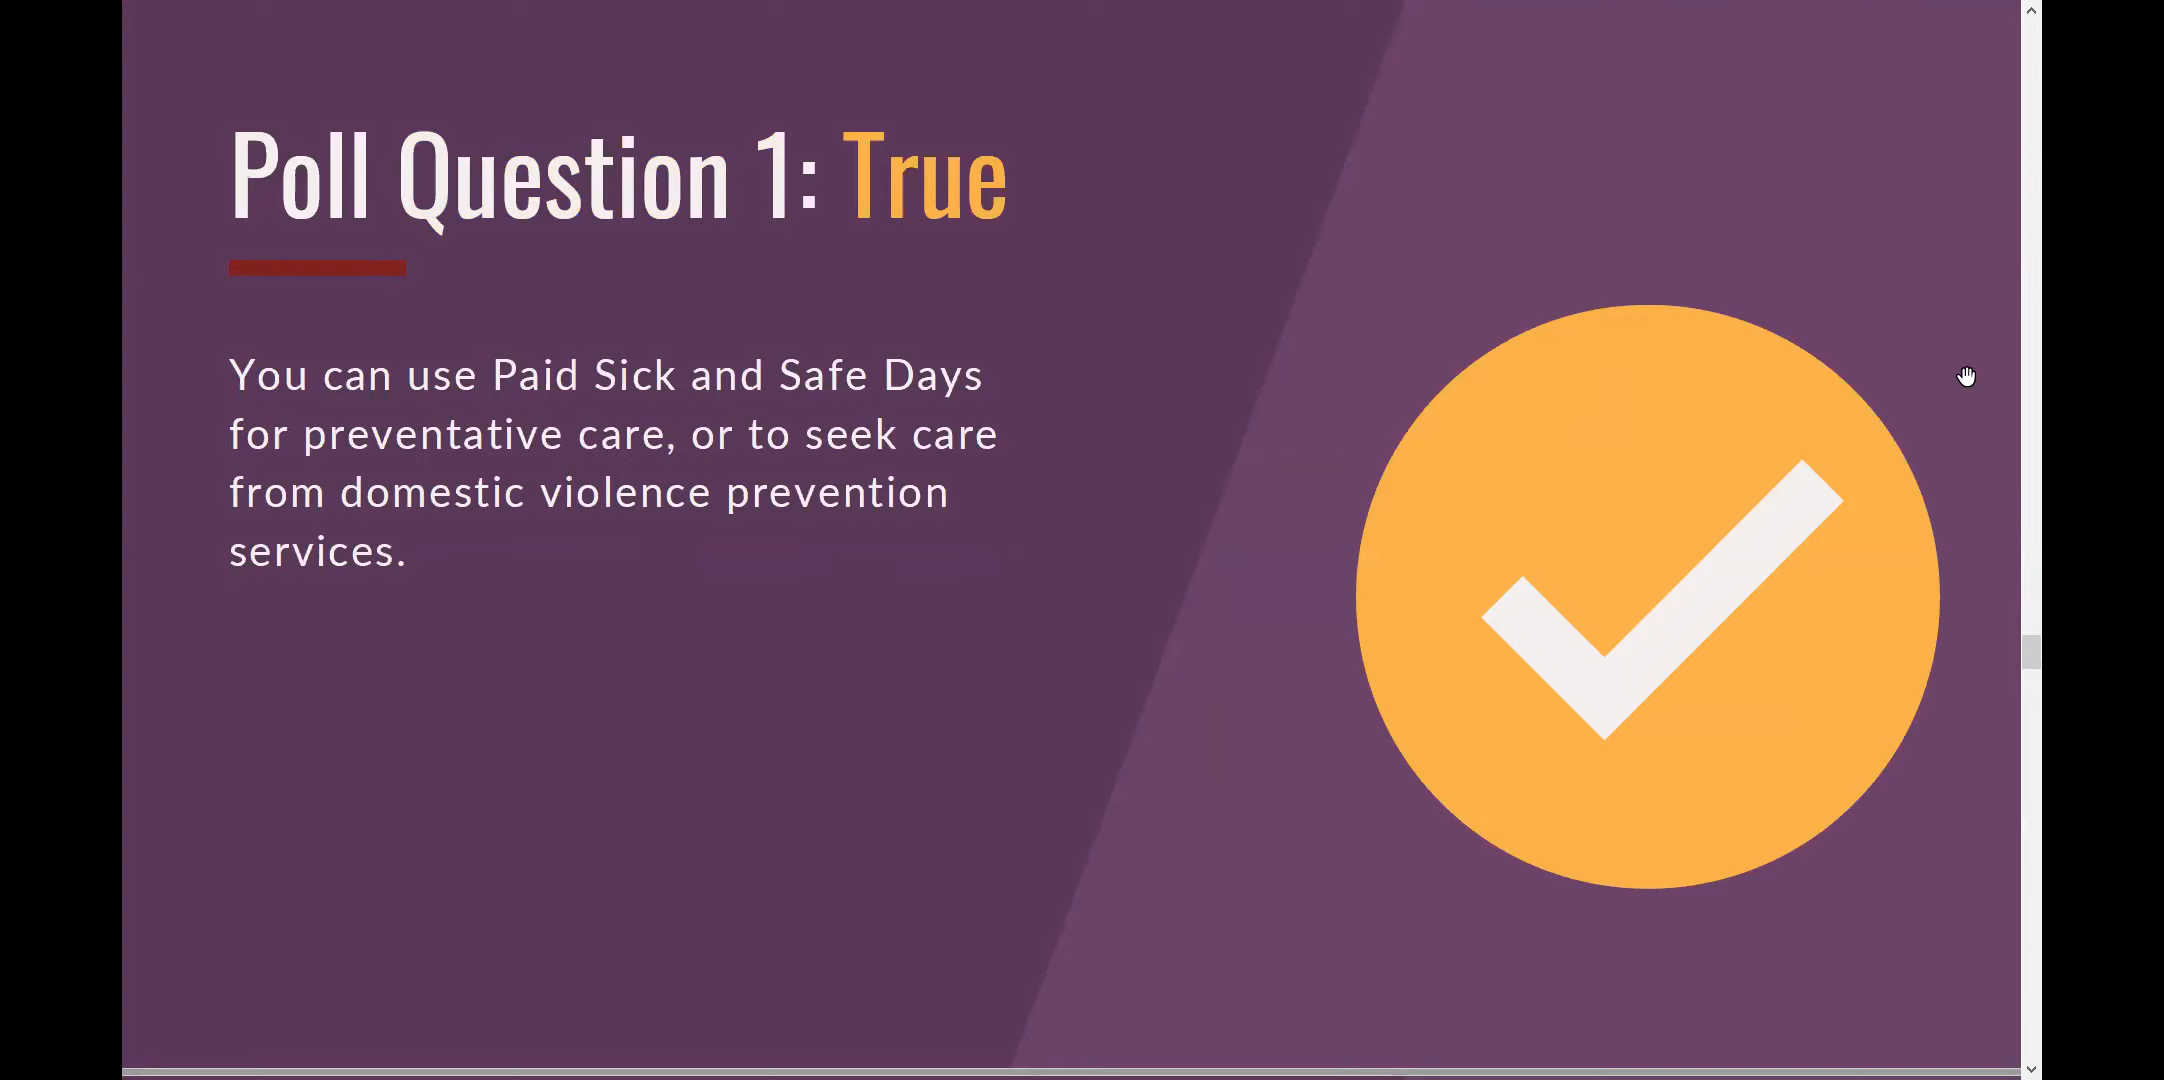 Poll Question 1: True
You can use Paid Sick and Safe Days
for preventative care, or to seek care
from domestic violence prevention
services.